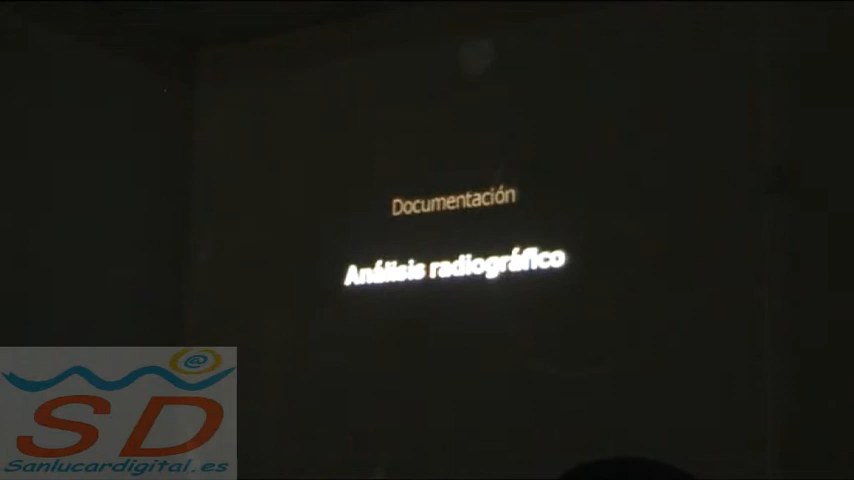 Documentación
Análisis radiográfico
@
SD
Sanlucardigital.es